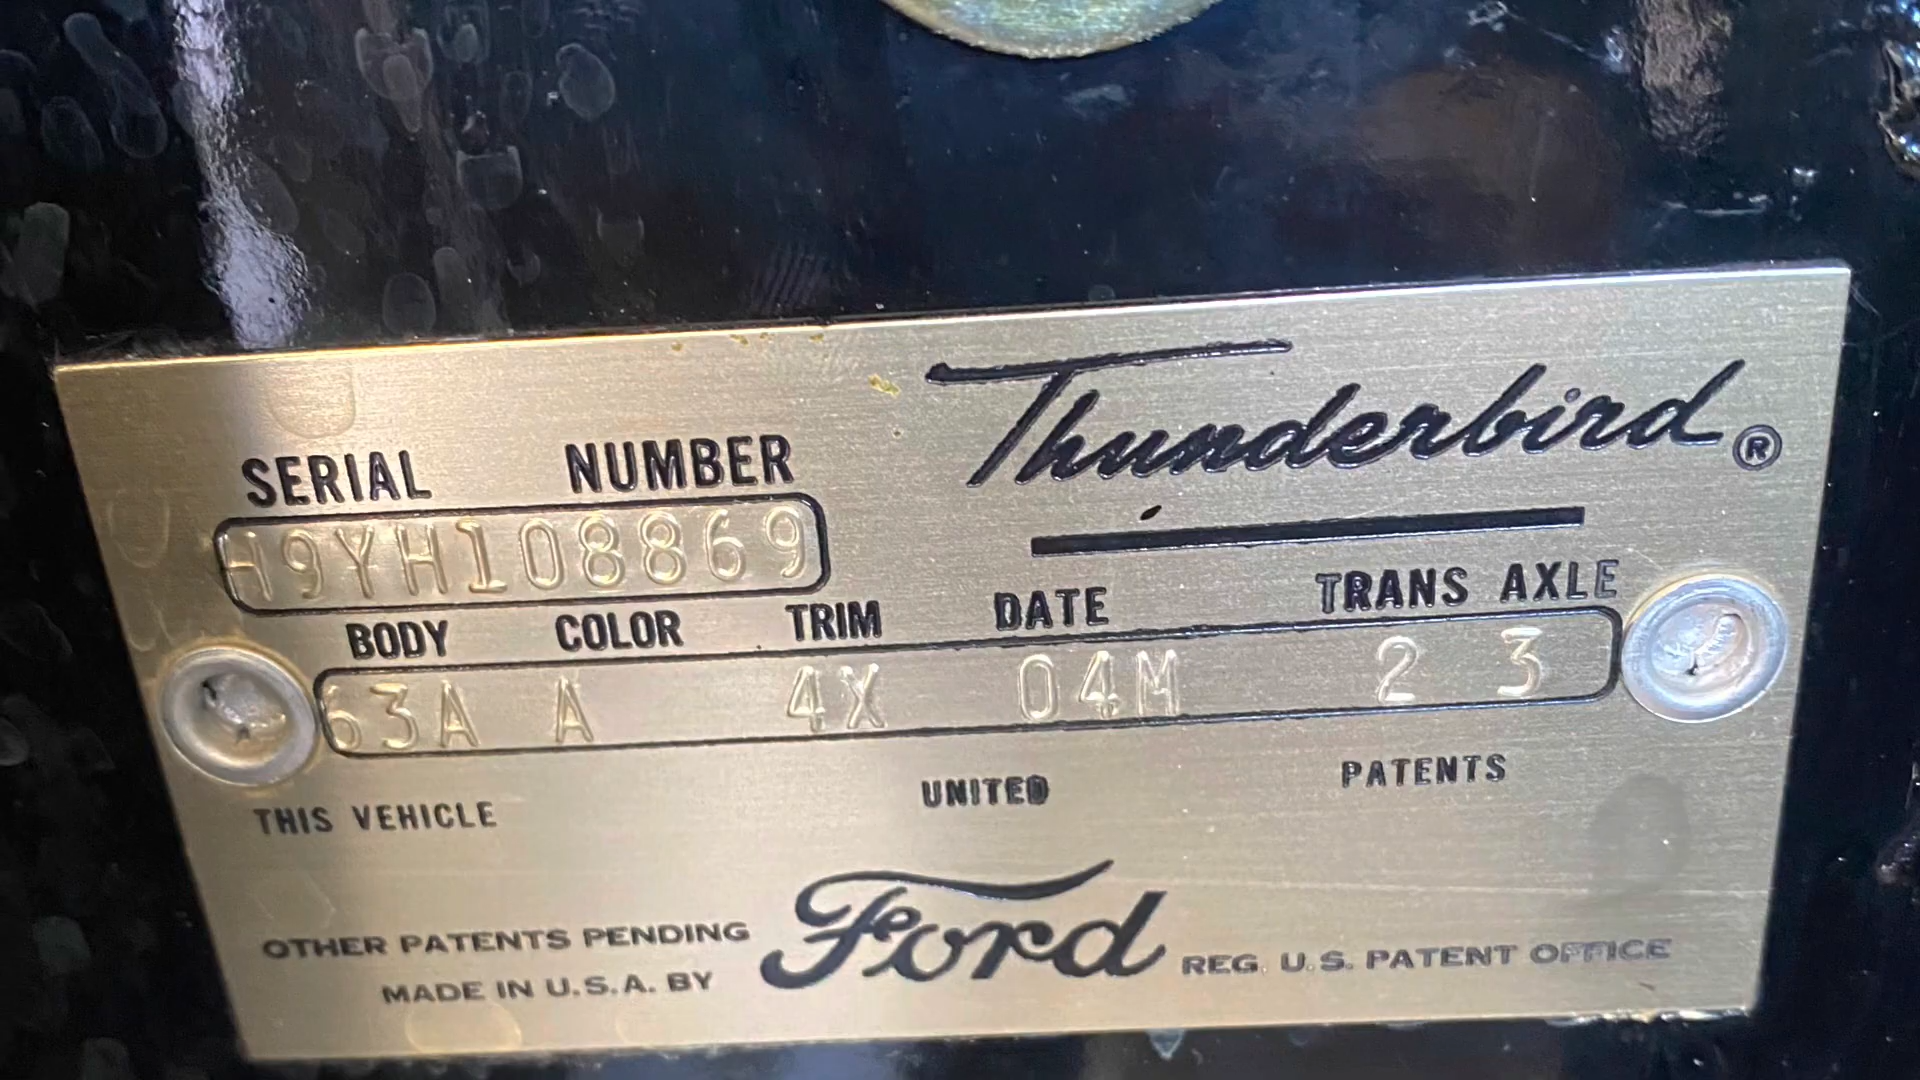 Thunderbird®
SERIAL NUMBER
H9YH108869
BODY COLOR TRIM DATE TRANS AXLE
63A A 4X 04M 2 3
THIS VEHICLE UNITED PATENTS
OTHER PATENTS PENDING
MADE IN U.S.A. BY Ford REG. U.S. PATENT OFFICE